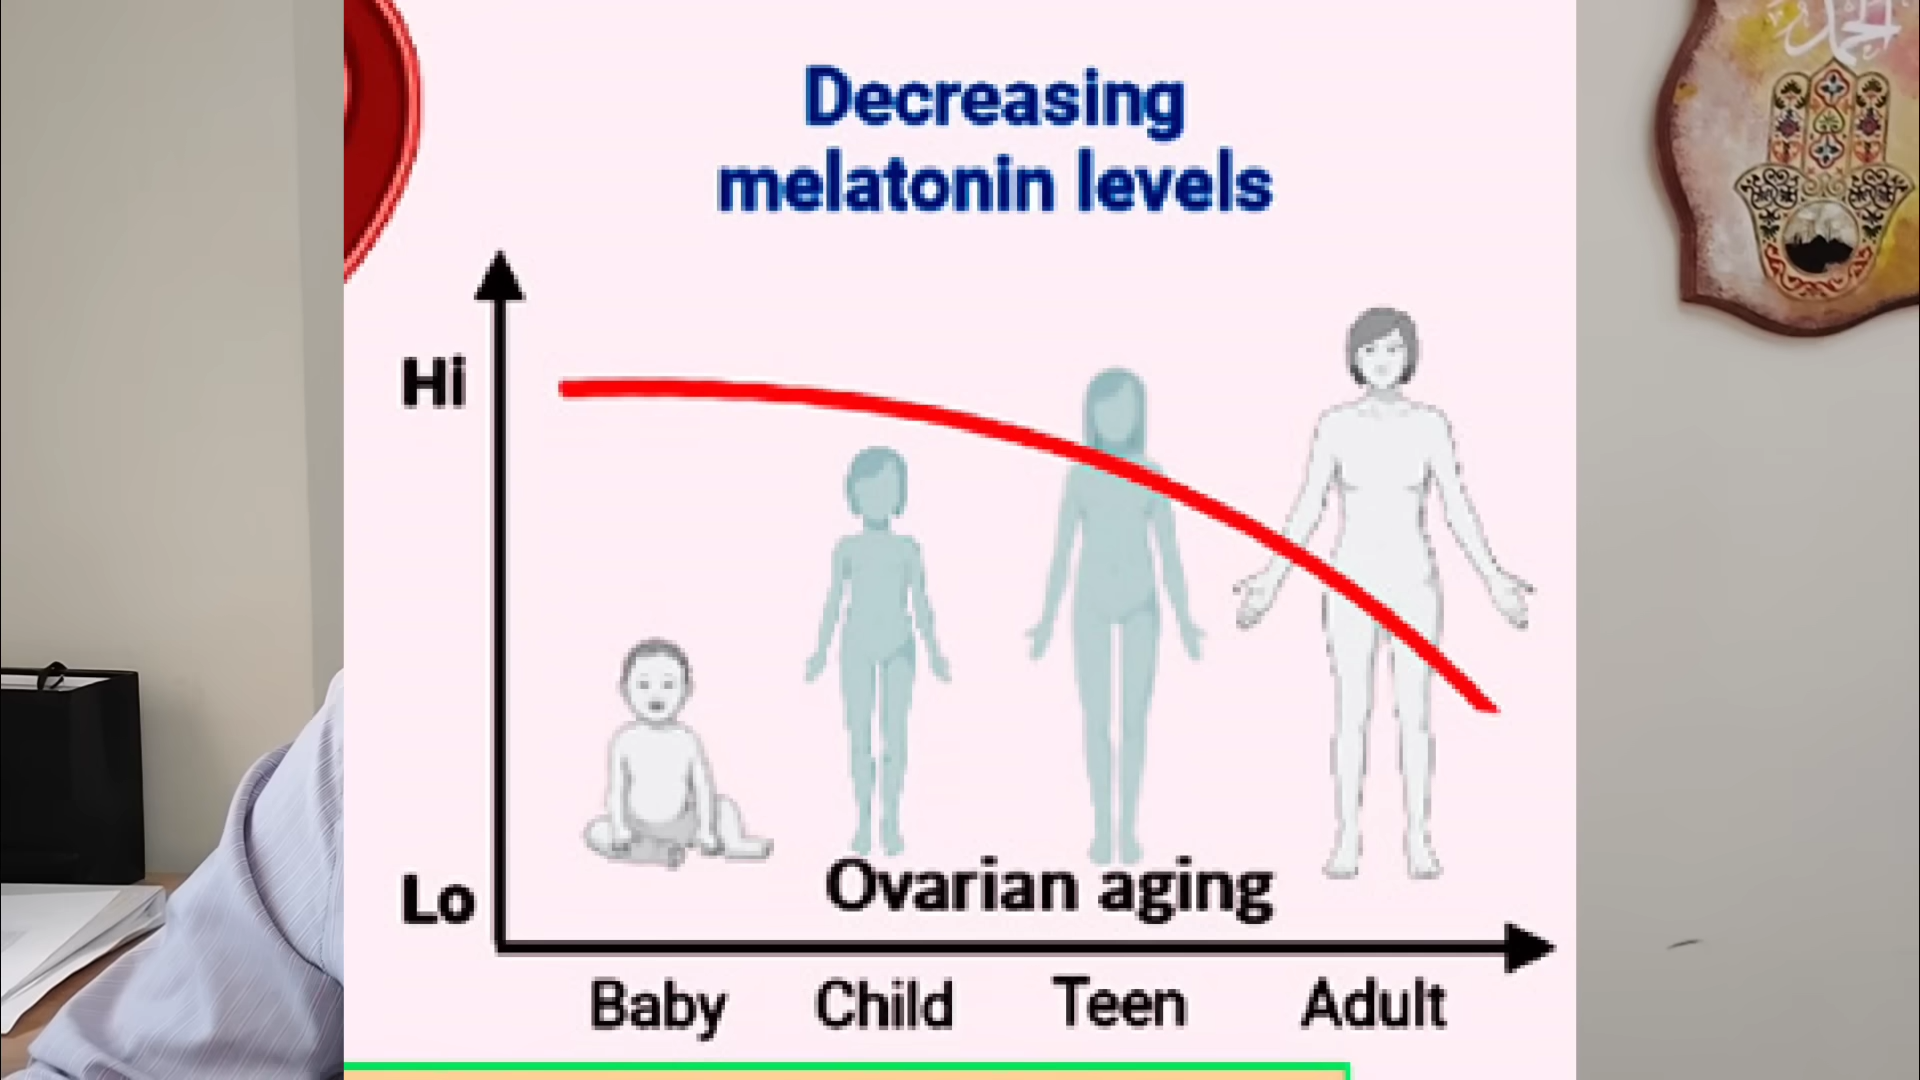 Decreasing
melatonin levels
Hi
Lo
Ovarian aging
Baby Child Teen Adult